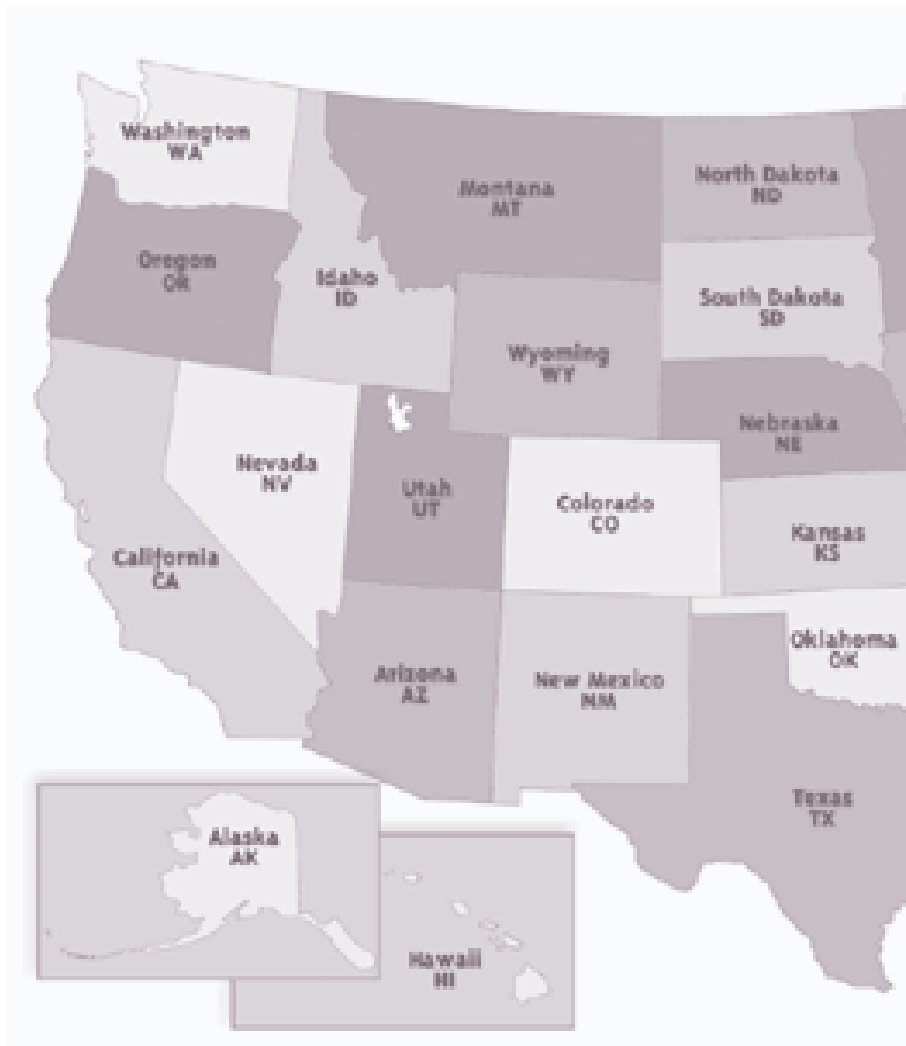 Washington
WA
Montana
MT
North Dakota
ND
Oregon
OR
Idaho
ID
South Dakota
SD
Wyoming
WY
Nebraska
NE
Nevada
NV
Utah
UT
Colorado
CO
Kansas
KS
California
CA
Arizona
AZ
New Mexico
NM
Oklahoma
OK
Texas
TX
Alaska
AK
Hawaii
HI